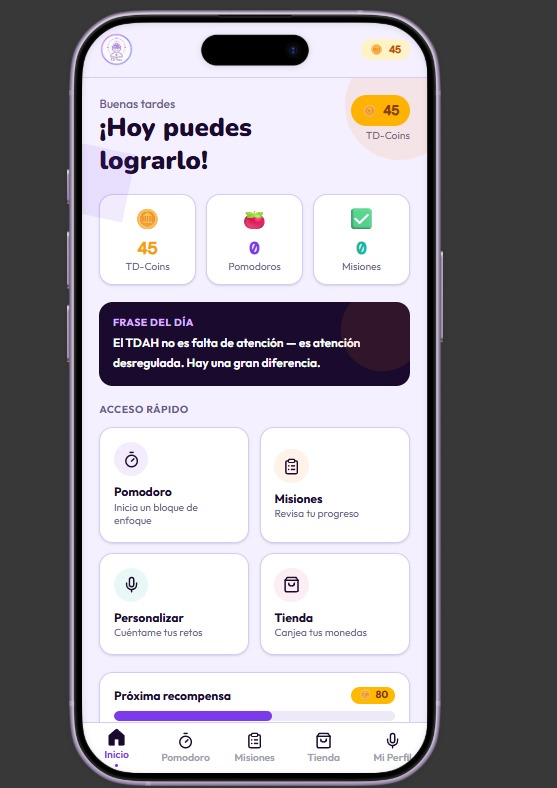 45
Buenas tardes
¡Hoy puedes
lograrlo!
45
TD-Coins
45
TD-Coins
0
Pomodoros
0
Misiones
FRASE DEL DÍA
El TDAH no es falta de atención — es atención
desregulada. Hay una gran diferencia.
ACCESO RÁPIDO
Pomodoro
Inicia un bloque de
enfoque
Misiones
Revisa tu progreso
Personalizar
Cuéntame tus retos
Tienda
Canjea tus monedas
Próxima recompensa
80
Inicio
Pomodoro
Misiones
Tienda
Mi Perfil